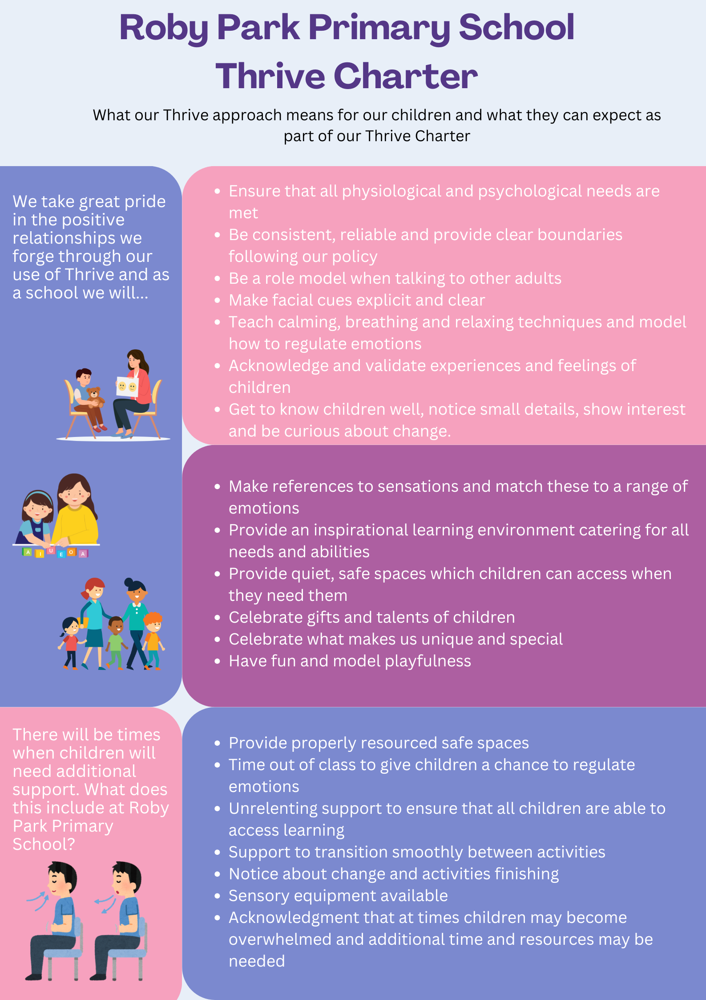 Roby Park Primary School
Thrive Charter
What our Thrive approach means for our children and what they can expect as
part of our Thrive Charter
We take great pride
in the positive
relationships we
forge through our
use of Thrive and as
a school we will...
• Ensure that all physiological and psychological needs are
met
• Be consistent, reliable and provide clear boundaries
following our policy
• Be a role model when talking to other adults
• Make facial cues explicit and clear
• Teach calming, breathing and relaxing techniques and model
how to regulate emotions
• Acknowledge and validate experiences and feelings of
children
• Get to know children well, notice small details, show interest
and be curious about change.
• Make references to sensations and match these to a range of
emotions
• Provide an inspirational learning environment catering for all
needs and abilities
• Provide quiet, safe spaces which children can access when
they need them
• Celebrate gifts and talents of children
• Celebrate what makes us unique and special
• Have fun and model playfulness
A I U E O A
There will be times
when children will
need additional
support. What does
this include at Roby
Park Primary
School?
• Provide properly resourced safe spaces
• Time out of class to give children a chance to regulate
emotions
• Unrelenting support to ensure that all children are able to
access learning
• Support to transition smoothly between activities
• Notice about change and activities finishing
• Sensory equipment available
• Acknowledgment that at times children may become
overwhelmed and additional time and resources may be
needed